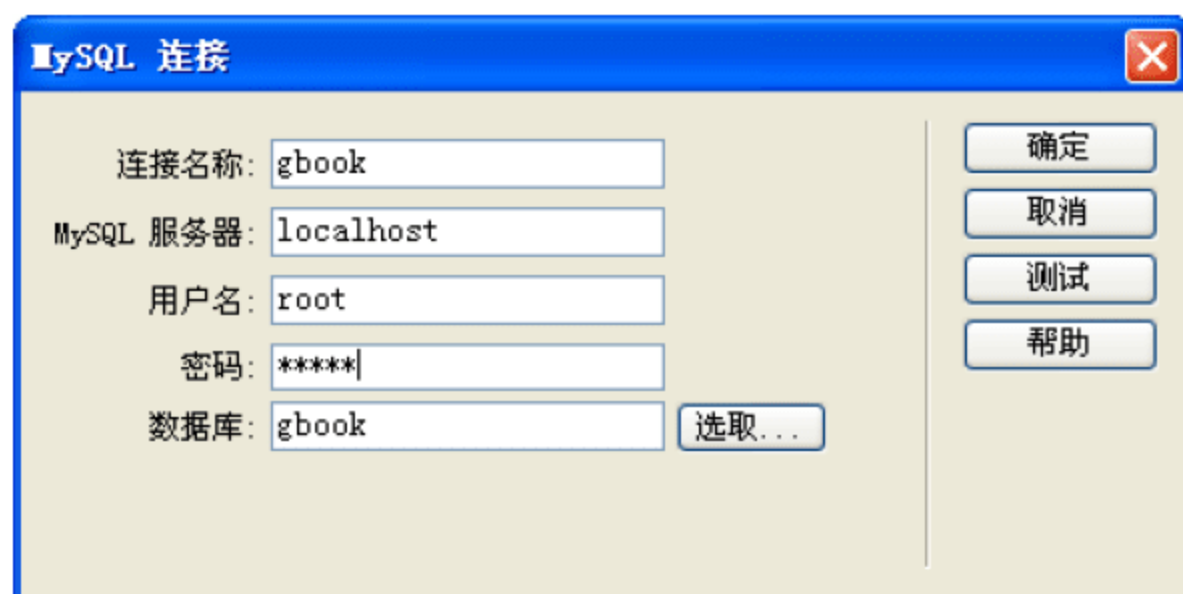 MySQL 连接
连接名称: gbook
MySQL 服务器: localhost
用户名: root
密码: *****
数据库: gbook 选取...
确定
取消
测试
帮助